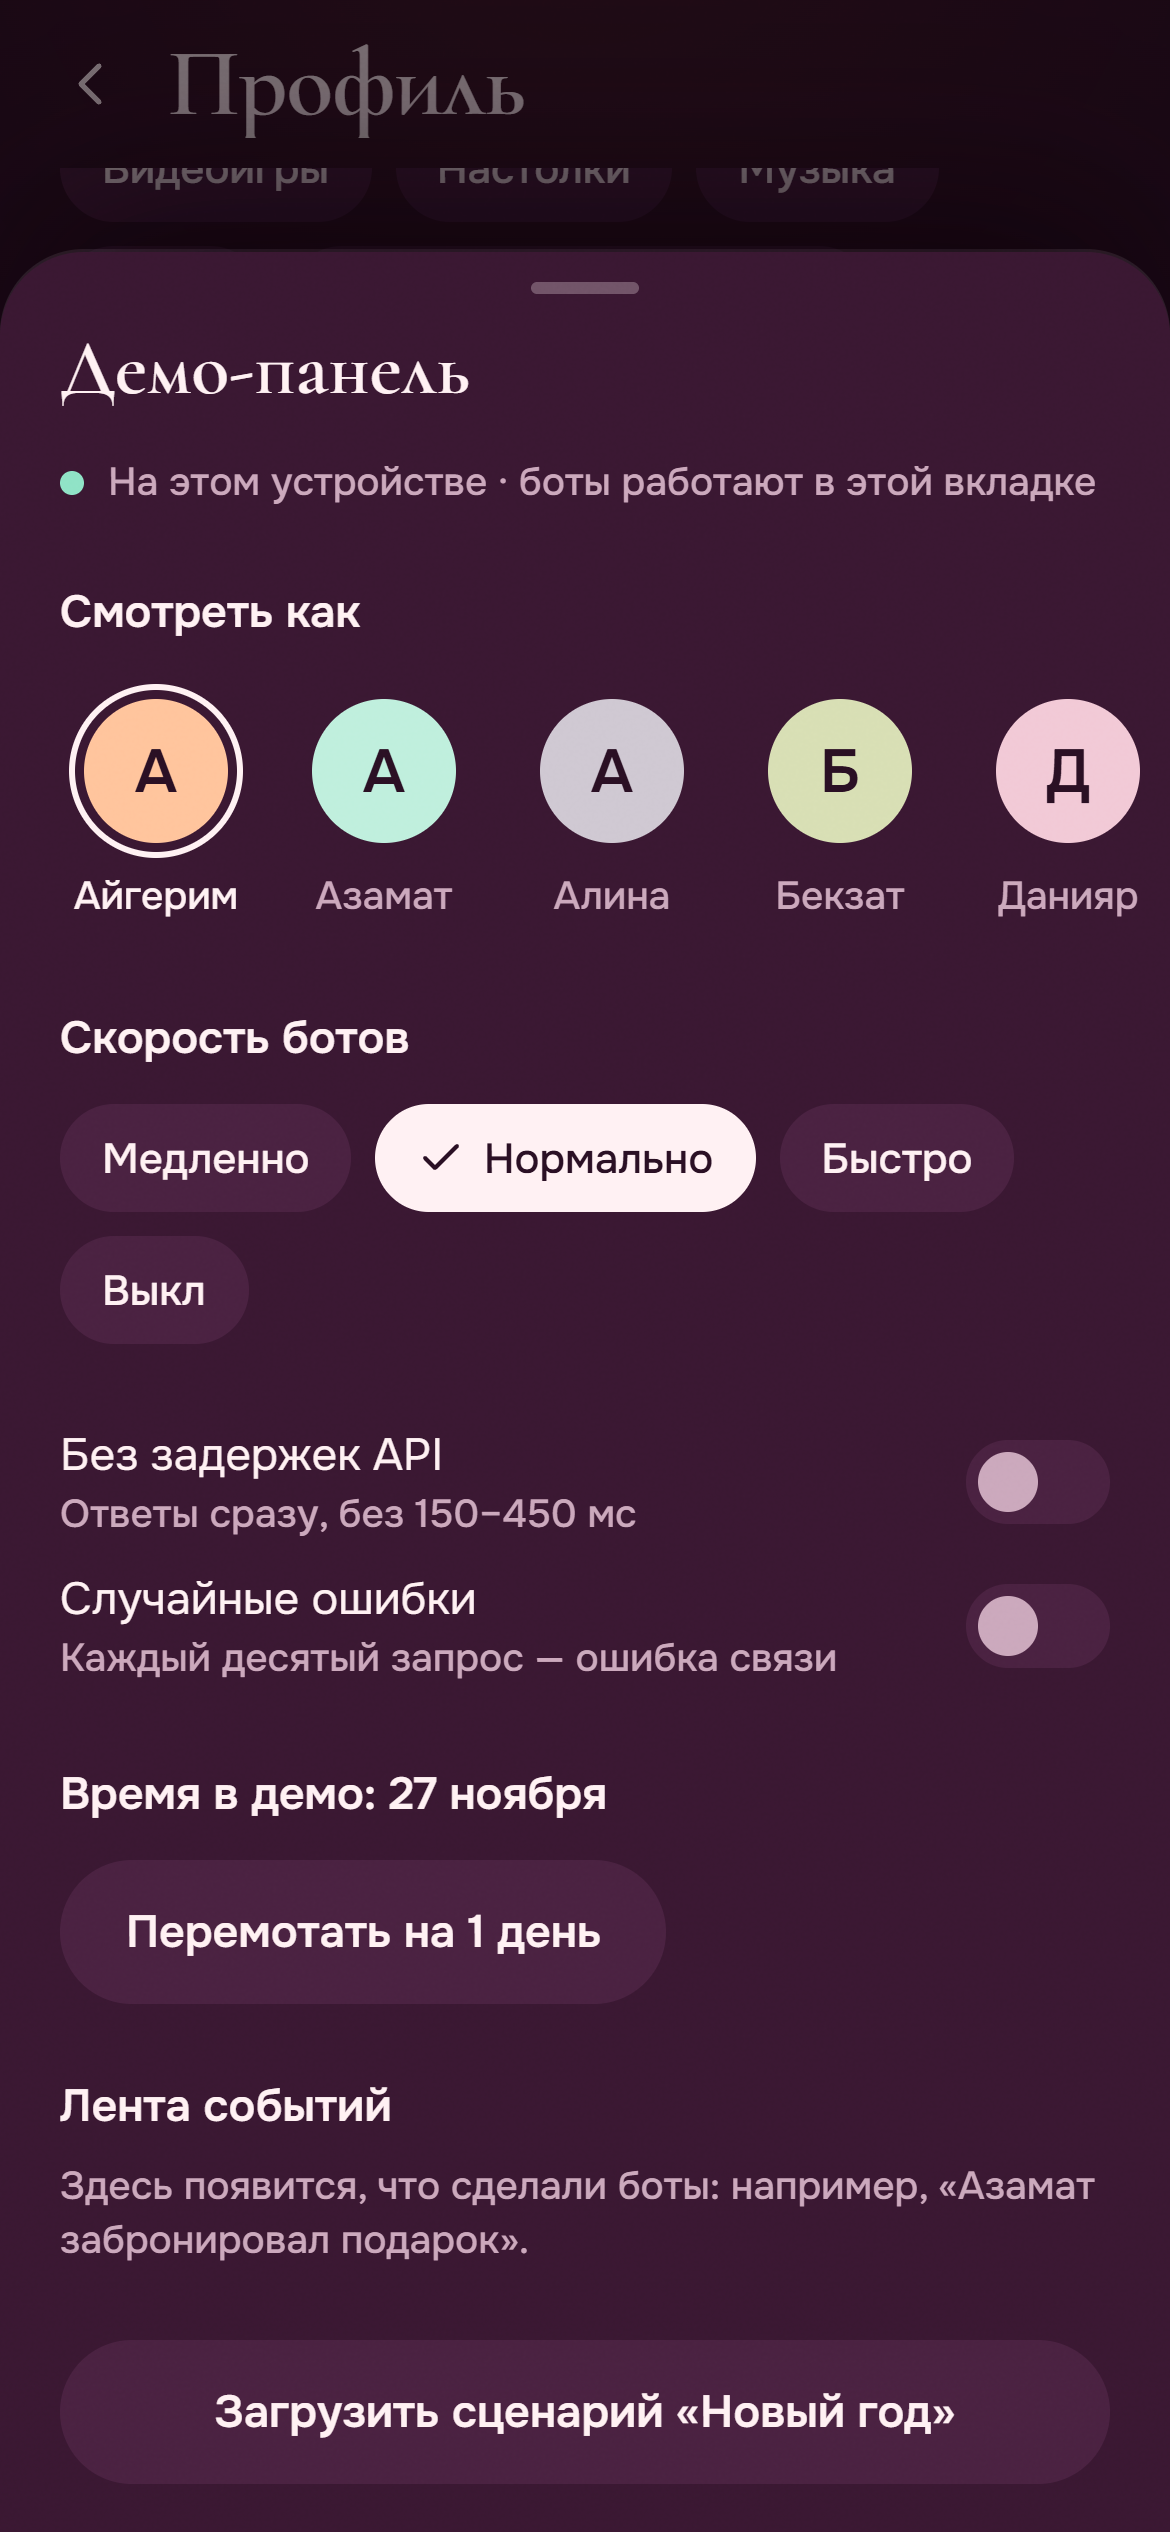 Профиль
Видеоигры Настолки Музыка
Демо-панель
На этом устройстве · боты работают в этой вкладке
Смотреть как
А А А Б Д
Айгерим Азамат Алина Бекзат Данияр
Скорость ботов
Медленно Нормально Быстро
Выкл
Без задержек API
Ответы сразу, без 150–450 мс
Случайные ошибки
Каждый десятый запрос — ошибка связи
Время в демо: 27 ноября
Перемотать на 1 день
Лента событий
Здесь появится, что сделали боты: например, «Азамат
забронировал подарок».
Загрузить сценарий «Новый год»